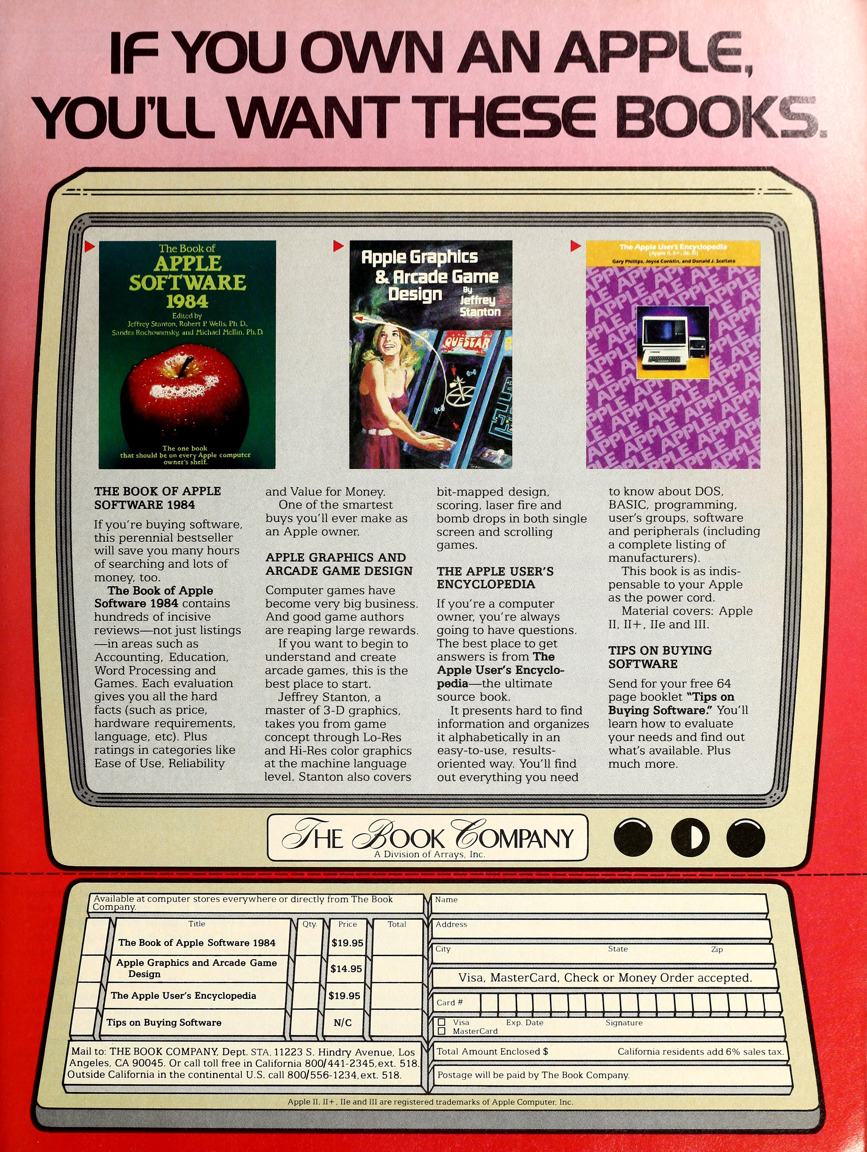 IF YOU OWN AN APPLE,
YOU'LL WANT THESE BOOKS.
The Book of
APPLE
SOFTWARE
1984
Edited by
Jeffrey Stanton, Robert P. Wells, Ph.D.,
Sandra Rochowansky, and Michael Mellin, Ph.D.
The one book
that should be on every Apple computer
owner's shelf.
Apple Graphics
& Arcade Game
Design
By
Jeffrey
Stanton
QUESTAR
The Apple User's Encyclopedia
(Apple II, II+, IIe, III)
Gary Phillips, Joyce Conklin, and Donald J. Scellato
THE BOOK OF APPLE
SOFTWARE 1984
If you're buying software,
this perennial bestseller
will save you many hours
of searching and lots of
money, too.
The Book of Apple
Software 1984 contains
hundreds of incisive
reviews—not just listings
—in areas such as
Accounting, Education,
Word Processing and
Games. Each evaluation
gives you all the hard
facts (such as price,
hardware requirements,
language, etc). Plus
ratings in categories like
Ease of Use, Reliability
and Value for Money.
One of the smartest
buys you'll ever make as
an Apple owner.
APPLE GRAPHICS AND
ARCADE GAME DESIGN
Computer games have
become very big business.
And good game authors
are reaping large rewards.
If you want to begin to
understand and create
arcade games, this is the
best place to start.
Jeffrey Stanton, a
master of 3-D graphics,
takes you from game
concept through Lo-Res
and Hi-Res color graphics
at the machine language
level. Stanton also covers
bit-mapped design,
scoring, laser fire and
bomb drops in both single
screen and scrolling
games.
THE APPLE USER'S
ENCYCLOPEDIA
If you're a computer
owner, you're always
going to have questions.
The best place to get
answers is from The
Apple User's Encyclo-
pedia—the ultimate
source book.
It presents hard to find
information and organizes
it alphabetically in an
easy-to-use, results-
oriented way. You'll find
out everything you need
to know about DOS,
BASIC, programming,
user's groups, software
and peripherals (including
a complete listing of
manufacturers).
This book is as indis-
pensable to your Apple
as the power cord.
Material covers: Apple
II, II+, IIe and III.
TIPS ON BUYING
SOFTWARE
Send for your free 64
page booklet "Tips on
Buying Software." You'll
learn how to evaluate
your needs and find out
what's available. Plus
much more.
THE BOOK COMPANY
A Division of Arrays, Inc.
Available at computer stores everywhere or directly from The Book
Company.
Title Qty. Price Total
The Book of Apple Software 1984 $19.95
Apple Graphics and Arcade Game
Design $14.95
The Apple User's Encyclopedia $19.95
Tips on Buying Software N/C
Mail to: THE BOOK COMPANY, Dept. STA, 11223 S. Hindry Avenue, Los
Angeles, CA 90045. Or call toll free in California 800/441-2345, ext. 518.
Outside California in the continental U.S. call 800/556-1234, ext. 518.
Name
Address
City State Zip
Visa, MasterCard, Check or Money Order accepted.
Card #
Visa Exp. Date Signature
MasterCard
Total Amount Enclosed $ California residents add 6% sales tax.
Postage will be paid by The Book Company.
Apple II, II+, IIe and III are registered trademarks of Apple Computer, Inc.